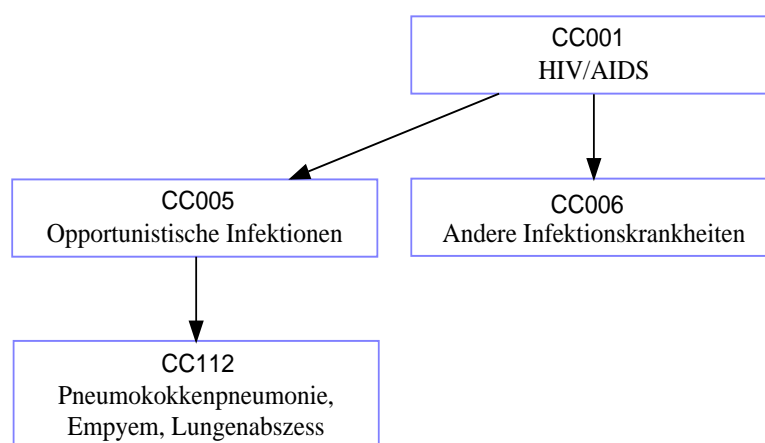 CC001
HIV/AIDS
CC005
Opportunistische Infektionen
CC006
Andere Infektionskrankheiten
CC112
Pneumokokkenpneumonie,
Empyem, Lungenabszess